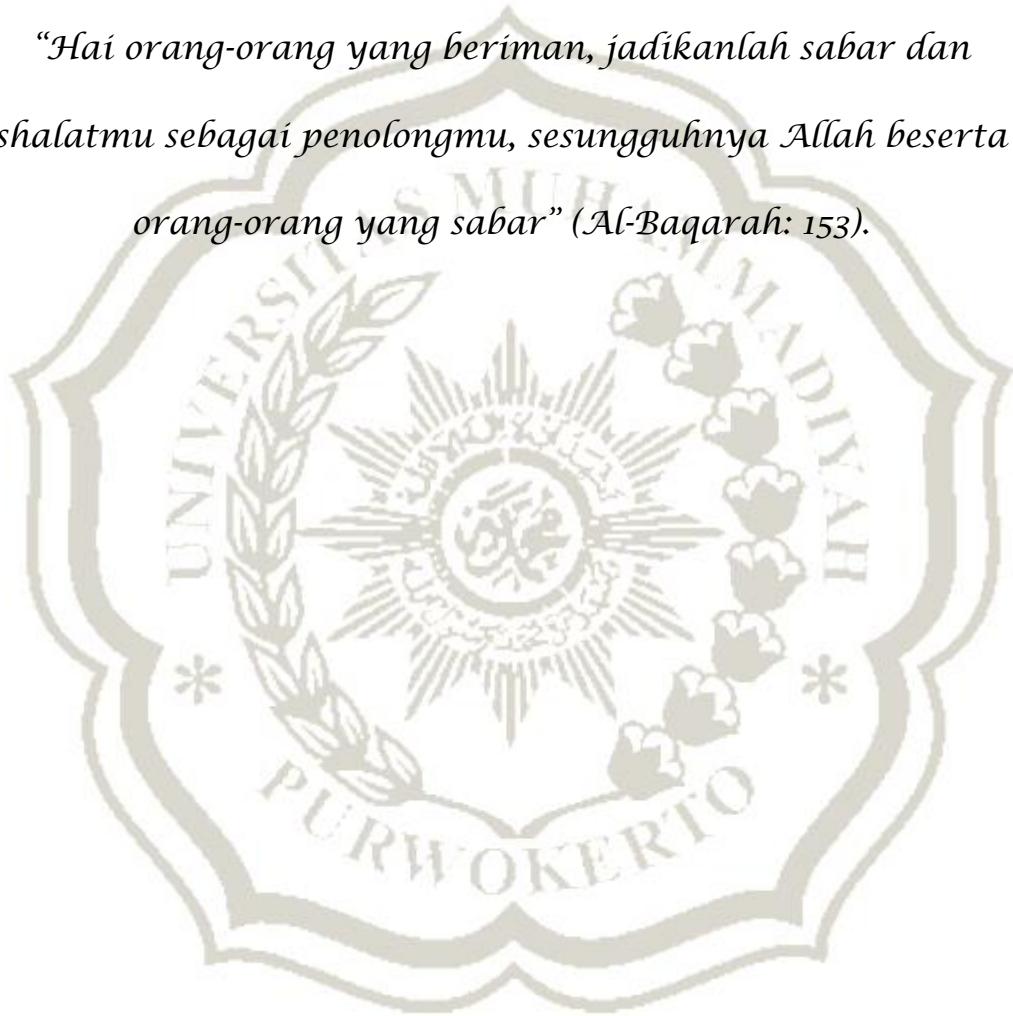 “Hai orang-orang yang beriman, jadikanlah sabar dan
shalatmu sebagai penolongmu, sesungguhnya Allah beserta
orang-orang yang sabar” (Al-Baqarah: 153).
UNIVERSITAS MUHAMMADIYAH
PURWOKERTO